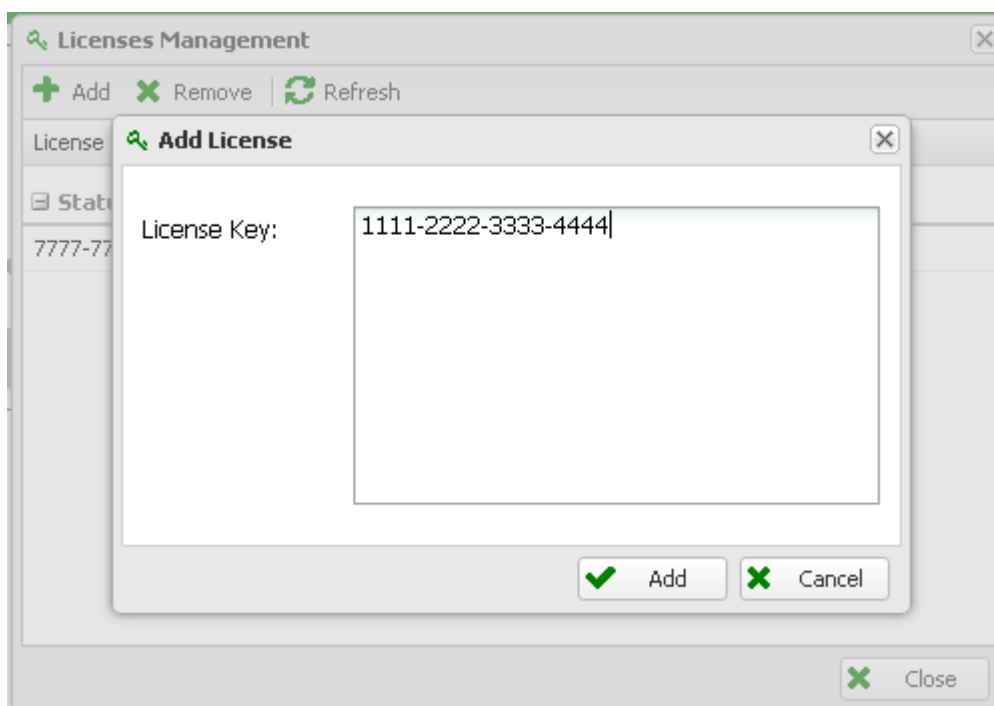 Licenses Management
Add Remove Refresh
License
Add License
License Key:
1111-2222-3333-4444
7777-77
Add Cancel
Close